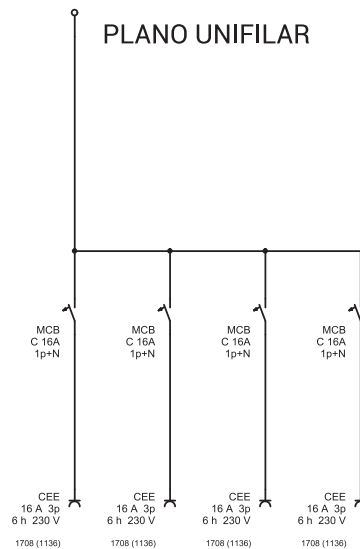 PLANO UNIFILAR
MCB
C 16A
1p+N
MCB
C 16A
1p+N
MCB
C 16A
1p+N
MCB
C 16A
1p+N
CEE
16 A 3p
6 h 230 V
1708 (1136)
CEE
16 A 3p
6 h 230 V
1708 (1136)
CEE
16 A 3p
6 h 230 V
1708 (1136)
CEE
16 A 3p
6 h 230 V
1708 (1136)